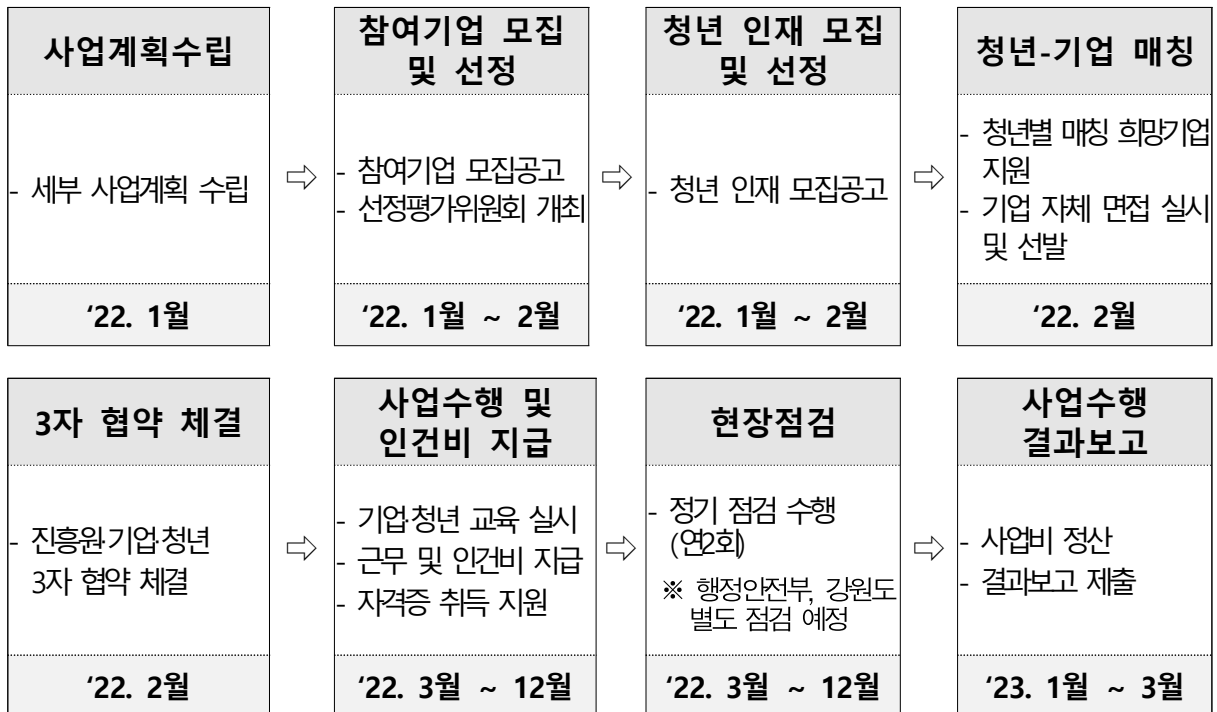 사업계획수립
- 세부 사업계획 수립
‘22. 1월
⇨
참여기업 모집
및 선정
- 참여기업 모집공고
- 선정평가위원회 개최
‘22. 1월 ~ 2월
⇨
청년 인재 모집
및 선정
- 청년 인재 모집공고
‘22. 1월 ~ 2월
⇨
청년-기업 매칭
- 청년별 매칭 희망기업
지원
- 기업 자체 면접 실시
및 선발
‘22. 2월
3자 협약 체결
- 진흥원·기업·청년
3자 협약 체결
‘22. 2월
⇨
사업수행 및
인건비 지급
- 기업·청년 교육 실시
- 근무 및 인건비 지급
- 자격증 취득 지원
‘22. 3월 ~ 12월
⇨
현장점검
- 정기 점검 수행
(연2회)
※ 행정안전부, 강원도
별도 점검 예정
‘22. 3월 ~ 12월
⇨
사업수행
결과보고
- 사업비 정산
- 결과보고 제출
‘23. 1월 ~ 3월